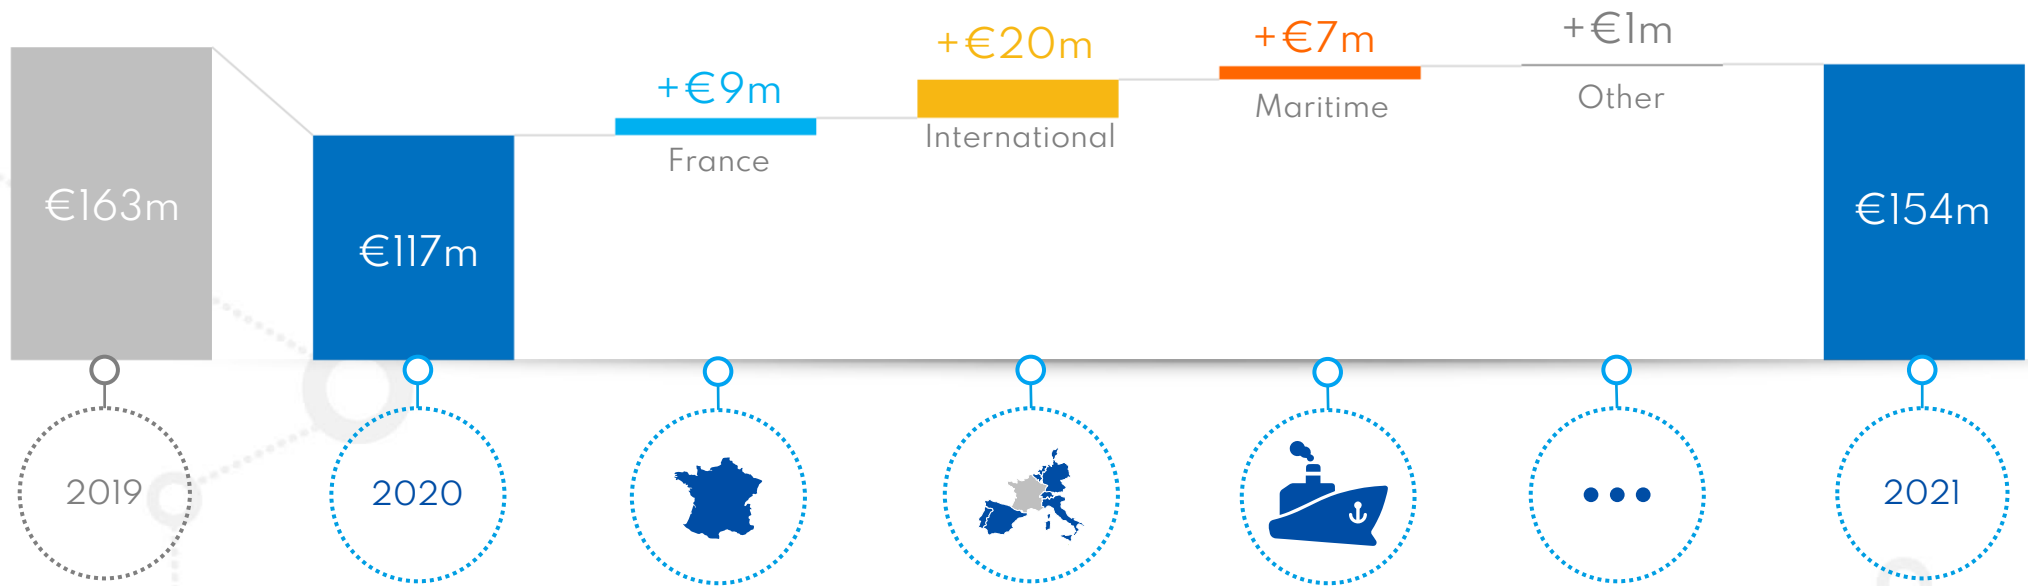 €163m
€117m
+€9m
France
+€20m
International
+€7m
Maritime
+€1m
Other
€154m
2019
2020
2021